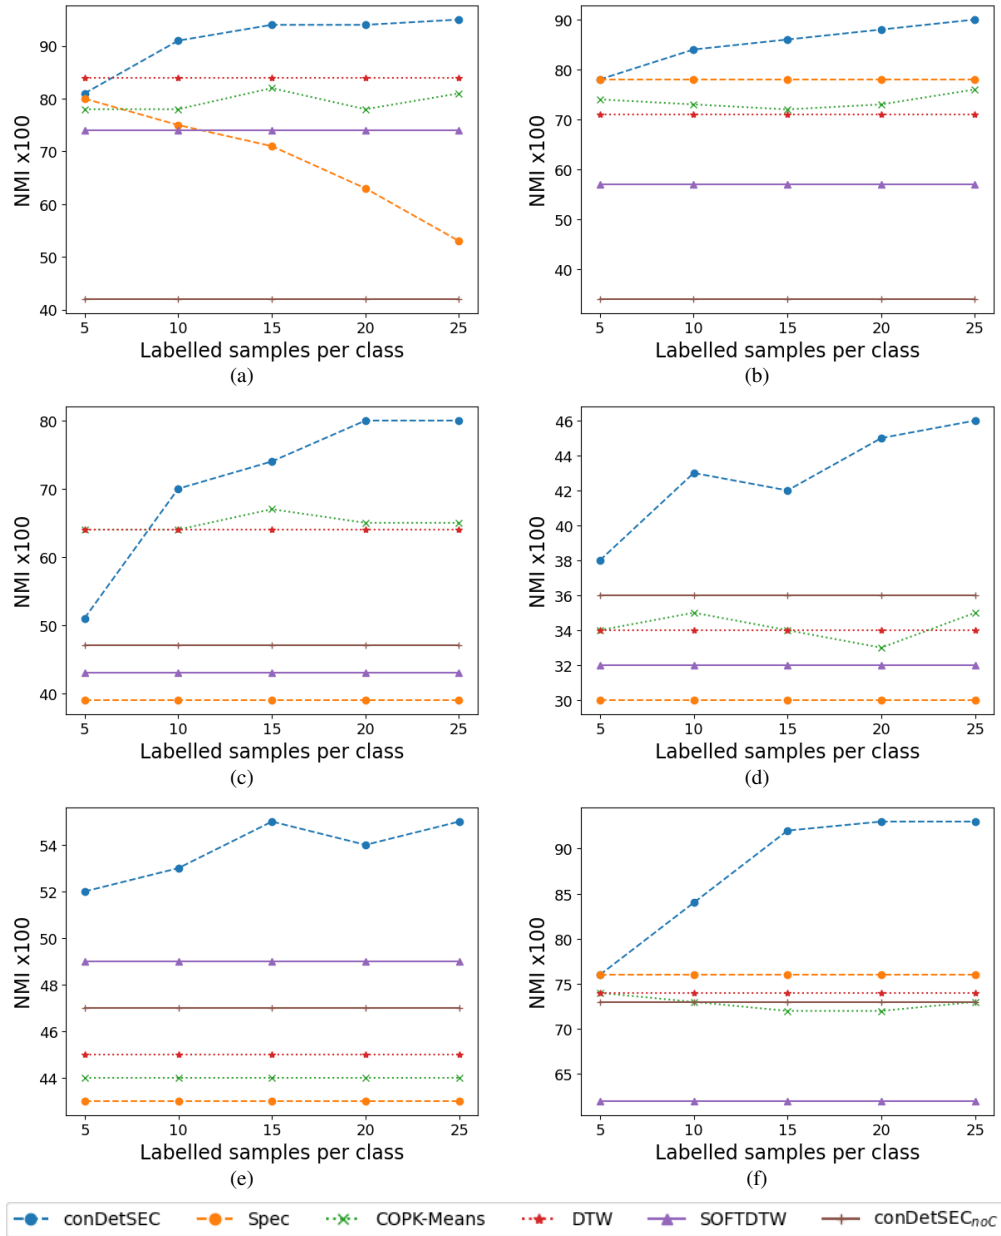 90
80
70
60
50
40
NMI x100
5 10 15 20 25
Labelled samples per class
(a)
90
80
70
60
50
40
NMI x100
5 10 15 20 25
Labelled samples per class
(b)
80
70
60
50
40
NMI x100
5 10 15 20 25
Labelled samples per class
(c)
46
44
42
40
38
36
34
32
30
NMI x100
5 10 15 20 25
Labelled samples per class
(d)
54
52
50
48
46
44
NMI x100
5 10 15 20 25
Labelled samples per class
(e)
90
85
80
75
70
65
NMI x100
5 10 15 20 25
Labelled samples per class
(f)
conDetSEC Spec COPK-Means DTW SOFTDTW conDetSEC_noC